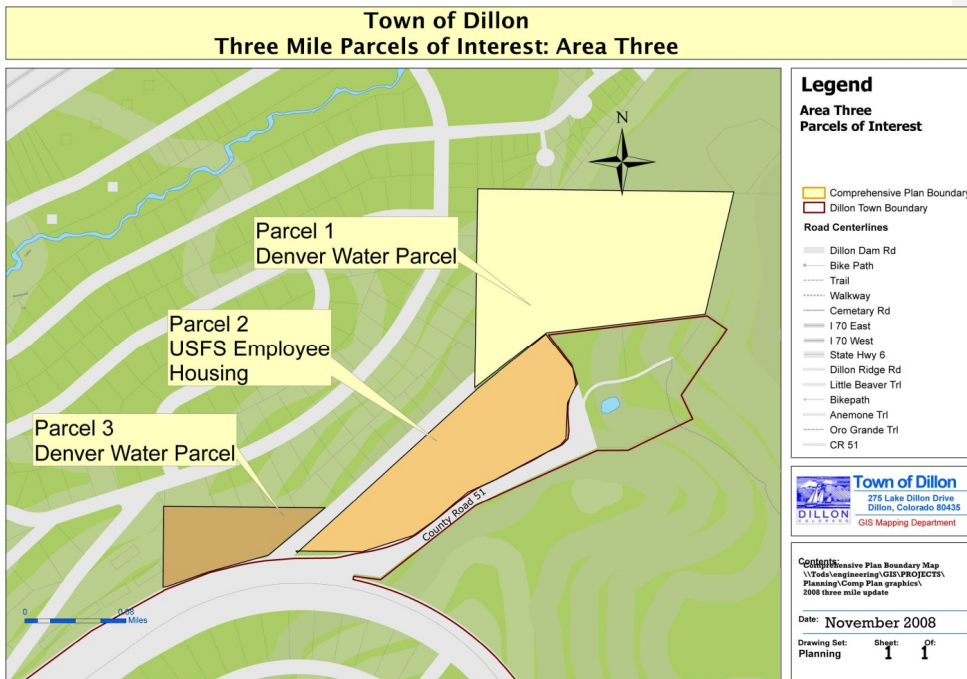 Town of Dillon
Three Mile Parcels of Interest: Area Three
N
Parcel 1
Denver Water Parcel
Parcel 2
USFS Employee
Housing
Parcel 3
Denver Water Parcel
County Road 51
0
0.08
Miles
Legend
Area Three
Parcels of Interest
Comprehensive Plan Boundary
Dillon Town Boundary
Road Centerlines
Dillon Dam Rd
Bike Path
Trail
Walkway
Cemetary Rd
I 70 East
I 70 West
State Hwy 6
Dillon Ridge Rd
Little Beaver Trl
Bikepath
Anemone Trl
Oro Grande Trl
CR 51
DILLON
COLORADO
Town of Dillon
275 Lake Dillon Drive
Dillon, Colorado 80435
GIS Mapping Department
Contents:
Comprehensive Plan Boundary Map
\\Tods\engineering\GIS\PROJECTS\
Planning\Comp Plan graphics\
2008 three mile update
Date: November 2008
Drawing Set: Sheet: Of:
Planning 1 1